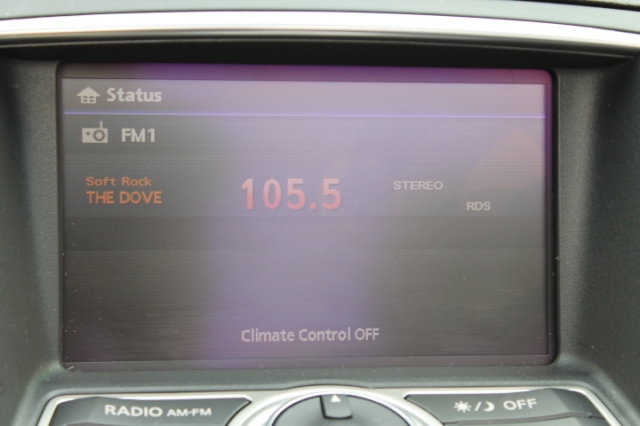 Status
FM1
Soft Rock
THE DOVE
105.5
STEREO
RDS
Climate Control OFF
RADIO AM-FM
OFF